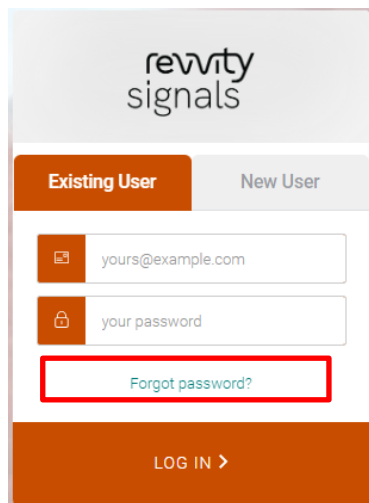 revvity
signals
Existing User
New User
yours@example.com
your password
Forgot password?
LOG IN >